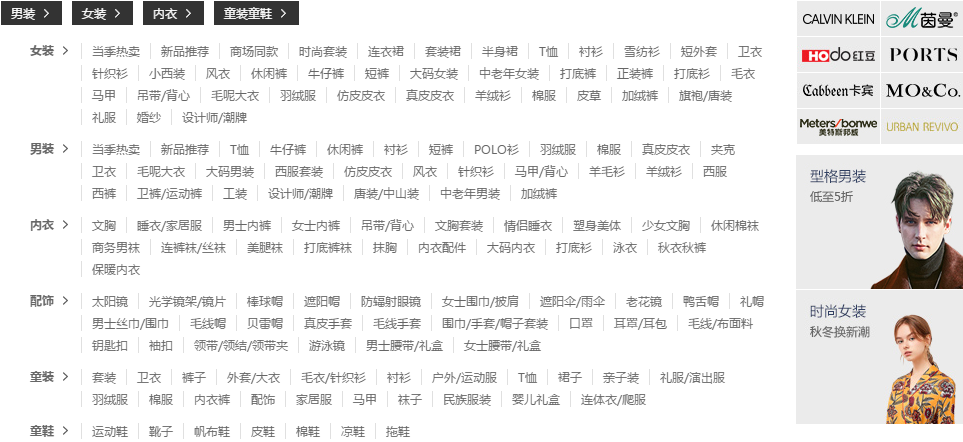 男装 > 女装 > 内衣 > 童装童鞋 >
女装 > 当季热卖 新品推荐 商场同款 时尚套装 连衣裙 套装裙 半身裙 T恤 衬衫 雪纺衫 短外套 卫衣
针织衫 小西装 风衣 休闲裤 牛仔裤 短裤 大码女装 中老年女装 打底裤 正装裤 打底衫 毛衣
马甲 吊带/背心 毛呢大衣 羽绒服 仿皮皮衣 真皮皮衣 羊绒衫 棉服 皮草 加绒裤 旗袍/唐装
礼服 婚纱 设计师/潮牌
男装 > 当季热卖 新品推荐 T恤 牛仔裤 休闲裤 衬衫 短裤 POLO衫 羽绒服 棉服 真皮皮衣 夹克
卫衣 毛呢大衣 大码男装 西服套装 仿皮皮衣 风衣 针织衫 马甲/背心 羊毛衫 羊绒衫 西服
西裤 卫裤/运动裤 工装 设计师/潮牌 唐装/中山装 中老年男装 加绒裤
内衣 > 文胸 睡衣/家居服 男士内裤 女士内裤 吊带/背心 文胸套装 情侣睡衣 塑身美体 少女文胸 休闲棉袜
商务男袜 连裤袜/丝袜 美腿袜 打底裤袜 抹胸 内衣配件 大码内衣 打底衫 泳衣 秋衣秋裤
保暖内衣
配饰 > 太阳镜 光学镜架/镜片 棒球帽 遮阳帽 防辐射眼镜 女士围巾/披肩 遮阳伞/雨伞 老花镜 鸭舌帽 礼帽
男士丝巾/围巾 毛线帽 贝雷帽 真皮手套 毛线手套 围巾/手套/帽子套装 口罩 耳罩/耳包 毛线/布面料
钥匙扣 袖扣 领带/领结/领带夹 游泳镜 男士腰带/礼盒 女士腰带/礼盒
童装 > 套装 卫衣 裤子 外套/大衣 毛衣/针织衫 衬衫 户外/运动服 T恤 裙子 亲子装 礼服/演出服
羽绒服 棉服 内衣裤 配饰 家居服 马甲 袜子 民族服装 婴儿礼盒 连体衣/爬服
童鞋 > 运动鞋 靴子 帆布鞋 皮鞋 棉鞋 凉鞋 拖鞋
CALVIN KLEIN 茵曼
HOdo 红豆 PORTS
Cabbeen卡宾 MO&Co.
Meters/bonwe
美特斯邦威 URBAN REVIVO
型格男装
低至5折
时尚女装
秋冬换新潮